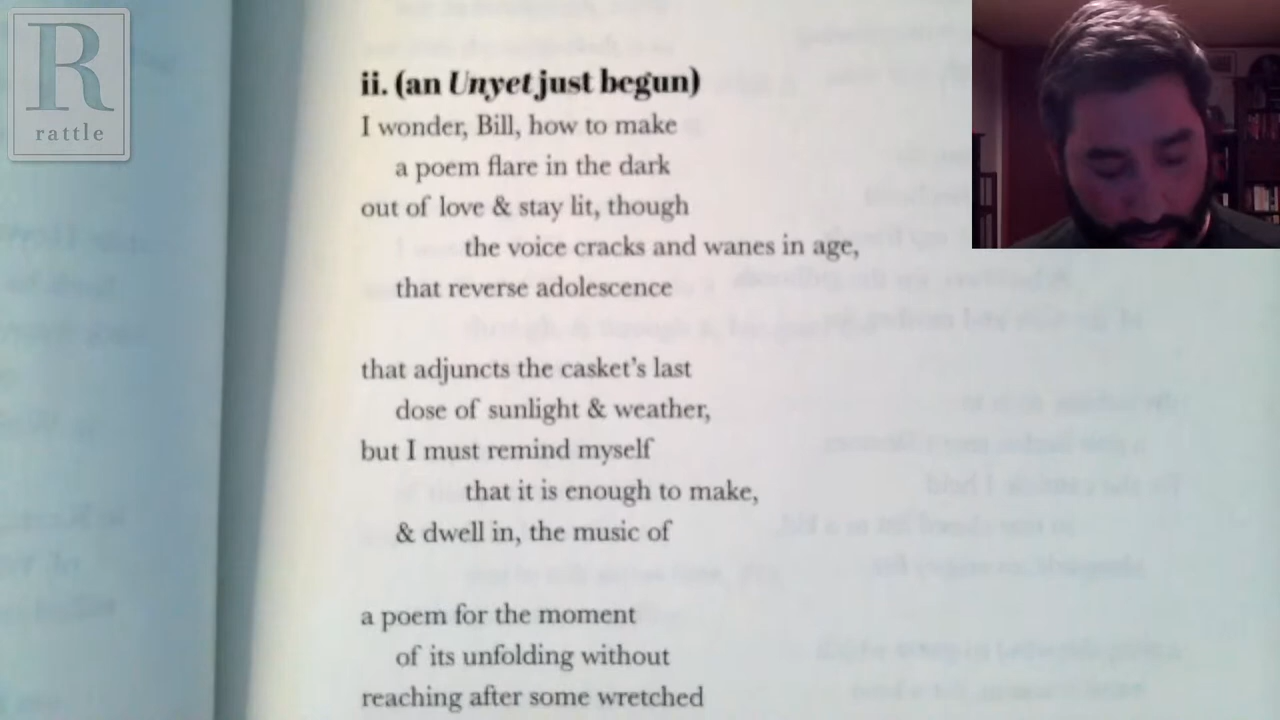 R
rattle
ii. (an Unyet just begun)
I wonder, Bill, how to make
a poem flare in the dark
out of love & stay lit, though
the voice cracks and wanes in age,
that reverse adolescence
that adjuncts the casket's last
dose of sunlight & weather,
but I must remind myself
that it is enough to make,
& dwell in, the music of
a poem for the moment
of its unfolding without
reaching after some wretched